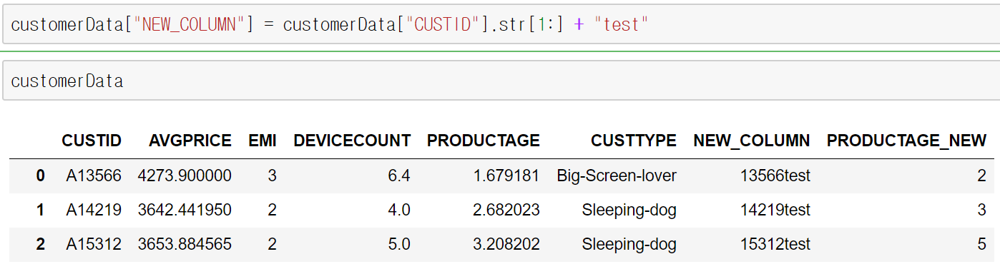 customerData["NEW_COLUMN"] = customerData["CUSTID"].str[1:] + "test"
customerData
CUSTID AVGPRICE EMI DEVICECOUNT PRODUCTAGE CUSTTYPE NEW_COLUMN PRODUCTAGE_NEW
0 A13566 4273.900000 3 6.4 1.679181 Big-Screen-lover 13566test 2
1 A14219 3642.441950 2 4.0 2.682023 Sleeping-dog 14219test 3
2 A15312 3653.884565 2 5.0 3.208202 Sleeping-dog 15312test 5